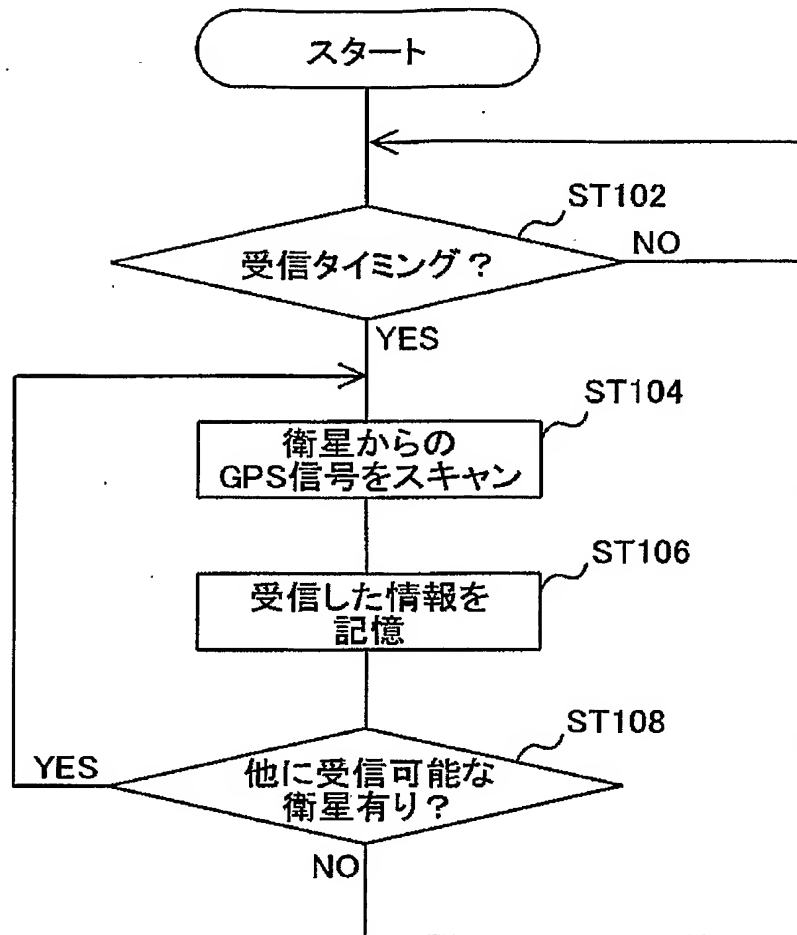 スタート
ST102
受信タイミング？
NO
YES
ST104
衛星からの
GPS信号をスキャン
ST106
受信した情報を
記憶
ST108
YES
他に受信可能な
衛星有り？
NO